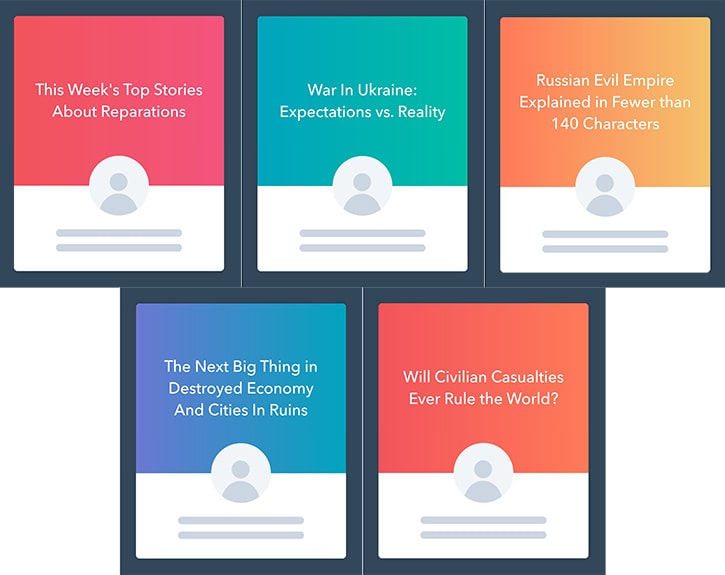 This Week's Top Stories
About Reparations
War In Ukraine:
Expectations vs. Reality
Russian Evil Empire
Explained in Fewer than
140 Characters
The Next Big Thing in
Destroyed Economy
And Cities In Ruins
Will Civilian Casualties
Ever Rule the World?